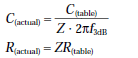 C(actual) = C(table) / Z · 2πf3dB
R(actual) = ZR(table)